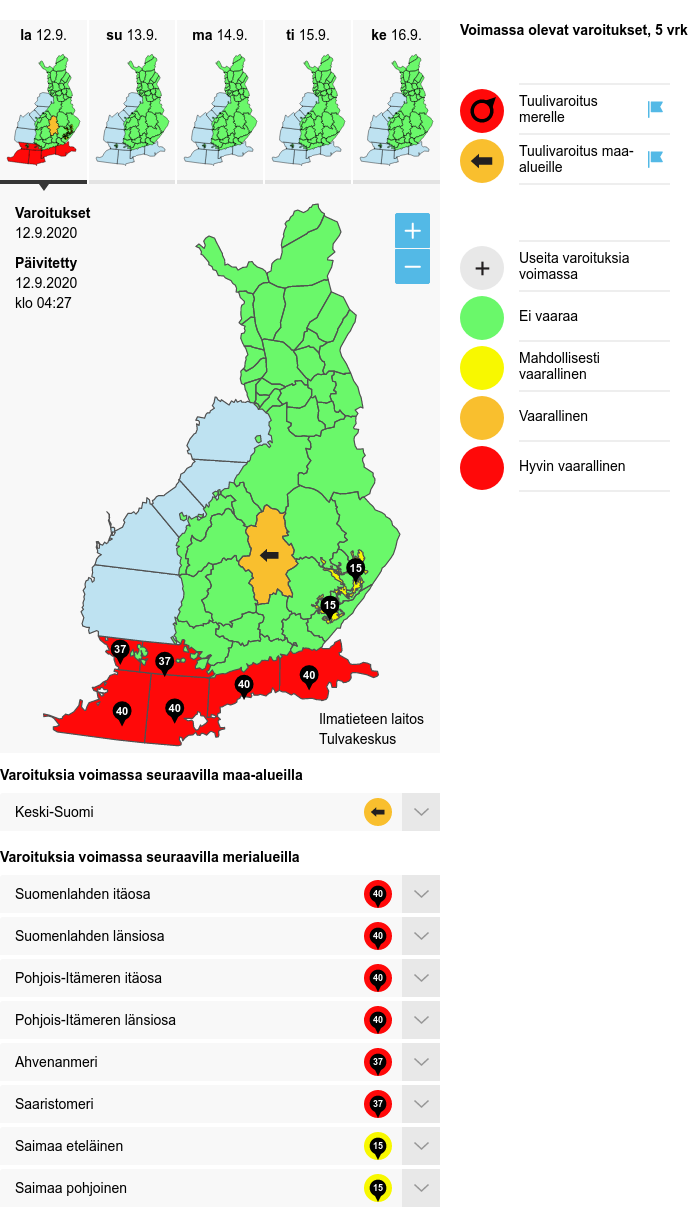 la 12.9.
su 13.9.
ma 14.9.
ti 15.9.
ke 16.9.
Voimassa olevat varoitukset, 5 vrk
Tuulivaroitus
merelle
Tuulivaroitus maa-
alueille
Useita varoituksia
voimassa
Ei vaaraa
Mahdollisesti
vaarallinen
Vaarallinen
Hyvin vaarallinen
Varoitukset
12.9.2020
Päivitetty
12.9.2020
klo 04:27
+
−
15
15
37
37
40
40
40
40
Ilmatieteen laitos
Tulvakeskus
Varoituksia voimassa seuraavilla maa-alueilla
Keski-Suomi
Varoituksia voimassa seuraavilla merialueilla
Suomenlahden itäosa 40
Suomenlahden länsiosa 40
Pohjois-Itämeren itäosa 40
Pohjois-Itämeren länsiosa 40
Ahvenanmeri 37
Saaristomeri 37
Saimaa eteläinen 15
Saimaa pohjoinen 15